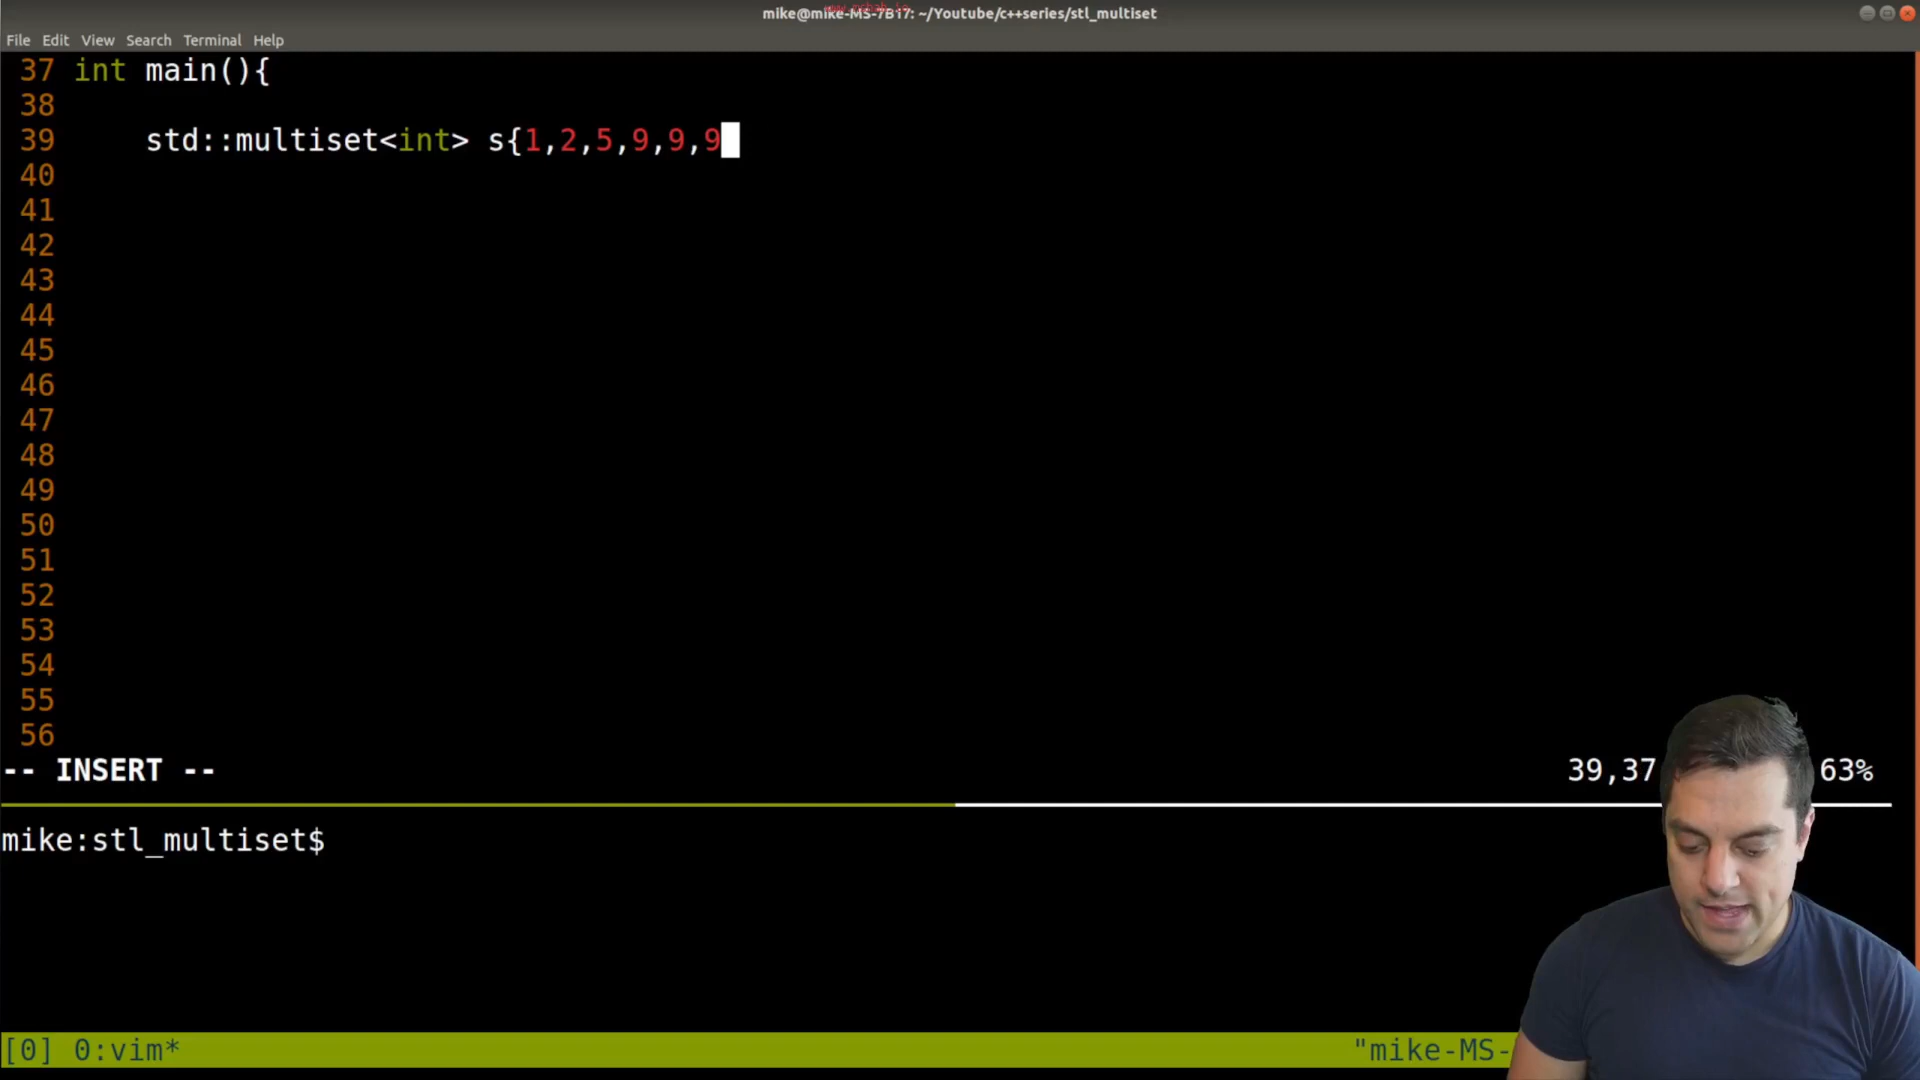 mike@mike-MS-7B17: ~/Youtube/c++series/stl_multiset
File Edit View Search Terminal Help
37 int main(){
38
39 std::multiset<int> s{1,2,5,9,9,9
40
41
42
43
44
45
46
47
48
49
50
51
52
53
54
55
56
-- INSERT -- 39,37 63%
mike:stl_multiset$
[0] 0:vim* "mike-MS-